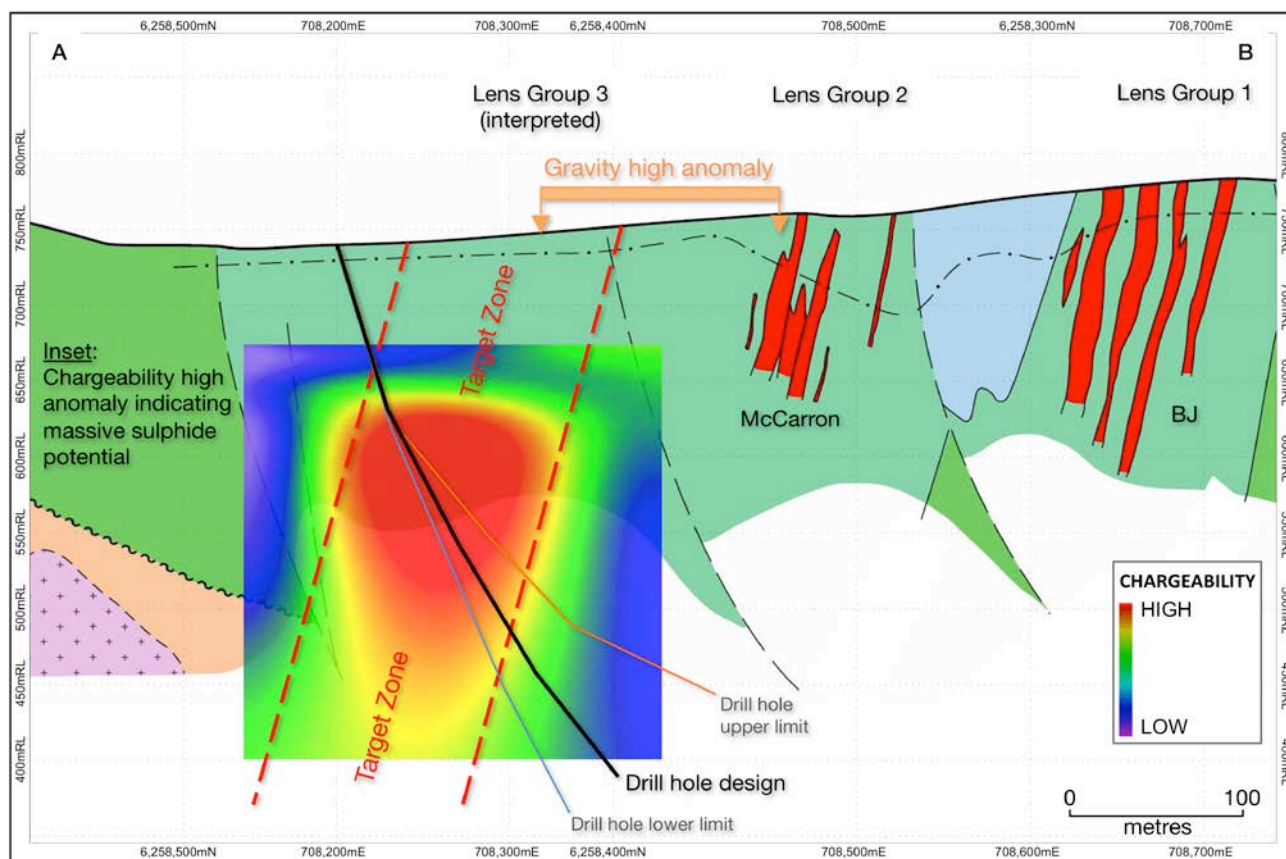 6,258,500mN 708,200mE 708,300mE 6,258,400mN 708,500mE 6,258,300mN 708,700mE
A
B
Lens Group 3
(interpreted)
Lens Group 2
Lens Group 1
Gravity high anomaly
800mRL
750mRL
700mRL
650mRL
600mRL
550mRL
500mRL
450mRL
400mRL
Target Zone
Inset:
Chargeability high
anomaly indicating
massive sulphide
potential
McCarron
BJ
Target Zone
Drill hole
upper limit
Drill hole design
Drill hole lower limit
CHARGEABILITY
HIGH
LOW
0 100
metres
6,258,500mN 708,200mE 708,300mE 6,258,400mN 708,500mE 708,600mE 6,258,300mN 708,700mE